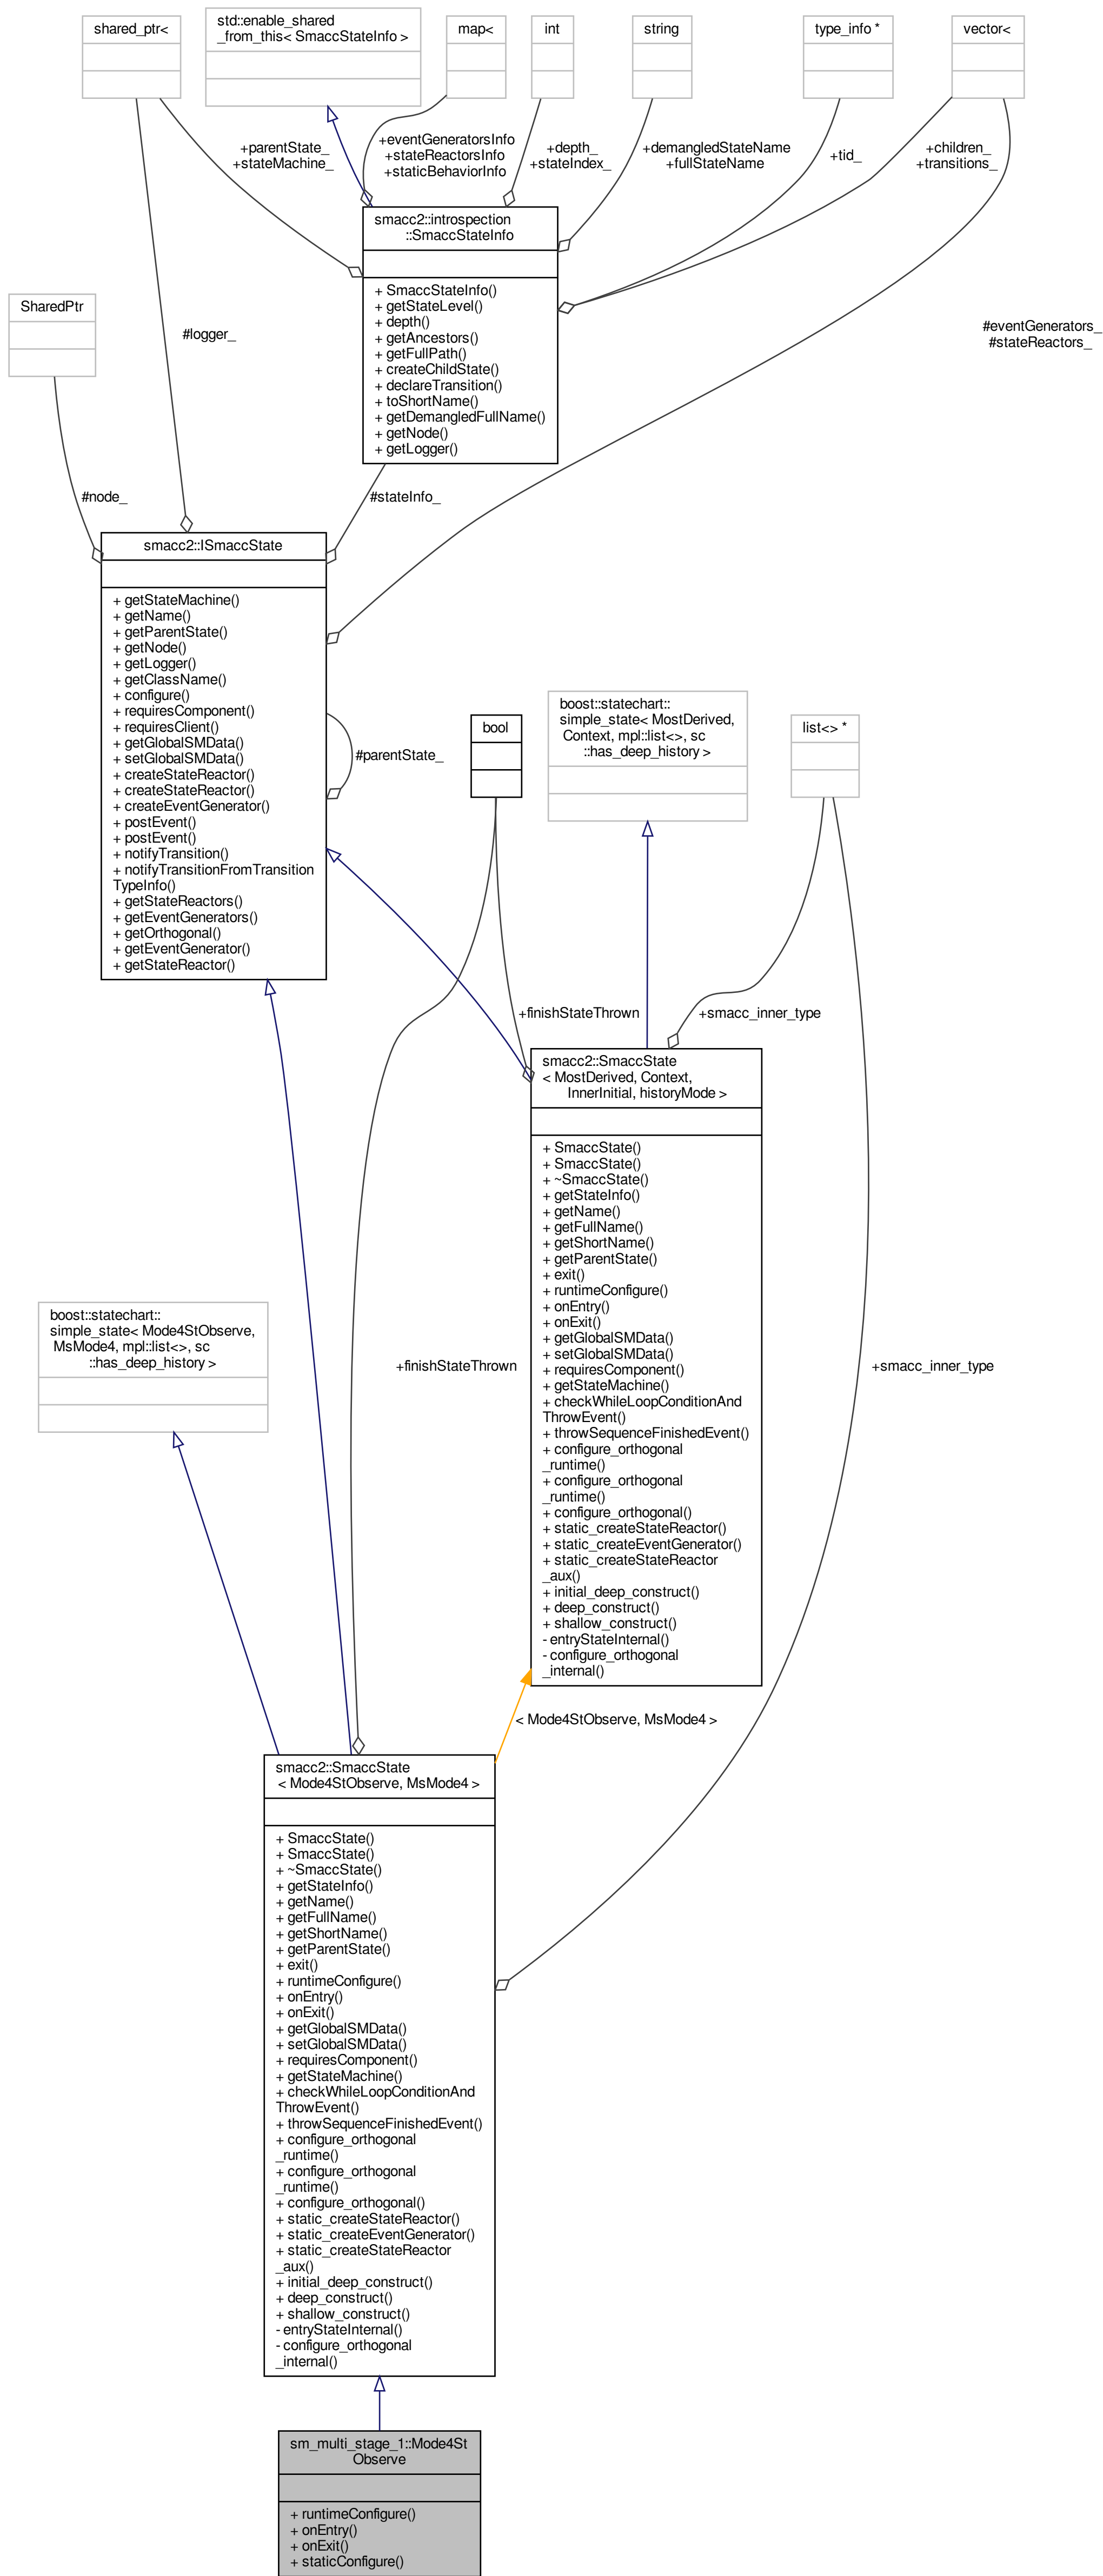 shared_ptr<
std::enable_shared
_from_this< SmaccStateInfo >
map<
int
string
type_info *
vector<
+parentState_
+stateMachine_
+eventGeneratorsInfo
+stateReactorsInfo
+staticBehaviorInfo
+depth_
+stateIndex_
+demangledStateName
+fullStateName
+tid_
+children_
+transitions_
smacc2::introspection
::SmaccStateInfo
+ SmaccStateInfo()
+ getStateLevel()
+ depth()
+ getAncestors()
+ getFullPath()
+ createChildState()
+ declareTransition()
+ toShortName()
+ getDemangledFullName()
+ getNode()
+ getLogger()
SharedPtr
#logger_
#eventGenerators_
#stateReactors_
#node_
#stateInfo_
smacc2::ISmaccState
+ getStateMachine()
+ getName()
+ getParentState()
+ getNode()
+ getLogger()
+ getClassName()
+ configure()
+ requiresComponent()
+ requiresClient()
+ getGlobalSMData()
+ setGlobalSMData()
+ createStateReactor()
+ createStateReactor()
+ createEventGenerator()
+ postEvent()
+ postEvent()
+ notifyTransition()
+ notifyTransitionFromTransition
TypeInfo()
+ getStateReactors()
+ getEventGenerators()
+ getOrthogonal()
+ getEventGenerator()
+ getStateReactor()
#parentState_
bool
boost::statechart::
simple_state< MostDerived,
Context, mpl::list<>, sc
::has_deep_history >
list<> *
+finishStateThrown
+smacc_inner_type
smacc2::SmaccState
< MostDerived, Context,
InnerInitial, historyMode >
+ SmaccState()
+ SmaccState()
+ ~SmaccState()
+ getStateInfo()
+ getName()
+ getFullName()
+ getShortName()
+ getParentState()
+ exit()
+ runtimeConfigure()
+ onEntry()
+ onExit()
+ getGlobalSMData()
+ setGlobalSMData()
+ requiresComponent()
+ getStateMachine()
+ checkWhileLoopConditionAnd
ThrowEvent()
+ throwSequenceFinishedEvent()
+ configure_orthogonal
_runtime()
+ configure_orthogonal
_runtime()
+ configure_orthogonal()
+ static_createStateReactor()
+ static_createEventGenerator()
+ static_createStateReactor
_aux()
+ initial_deep_construct()
+ deep_construct()
+ shallow_construct()
- entryStateInternal()
- configure_orthogonal
_internal()
boost::statechart::
simple_state< Mode4StObserve,
MsMode4, mpl::list<>, sc
::has_deep_history >
+finishStateThrown
+smacc_inner_type
< Mode4StObserve, MsMode4 >
smacc2::SmaccState
< Mode4StObserve, MsMode4 >
+ SmaccState()
+ SmaccState()
+ ~SmaccState()
+ getStateInfo()
+ getName()
+ getFullName()
+ getShortName()
+ getParentState()
+ exit()
+ runtimeConfigure()
+ onEntry()
+ onExit()
+ getGlobalSMData()
+ setGlobalSMData()
+ requiresComponent()
+ getStateMachine()
+ checkWhileLoopConditionAnd
ThrowEvent()
+ throwSequenceFinishedEvent()
+ configure_orthogonal
_runtime()
+ configure_orthogonal
_runtime()
+ configure_orthogonal()
+ static_createStateReactor()
+ static_createEventGenerator()
+ static_createStateReactor
_aux()
+ initial_deep_construct()
+ deep_construct()
+ shallow_construct()
- entryStateInternal()
- configure_orthogonal
_internal()
sm_multi_stage_1::Mode4St
Observe
+ runtimeConfigure()
+ onEntry()
+ onExit()
+ staticConfigure()